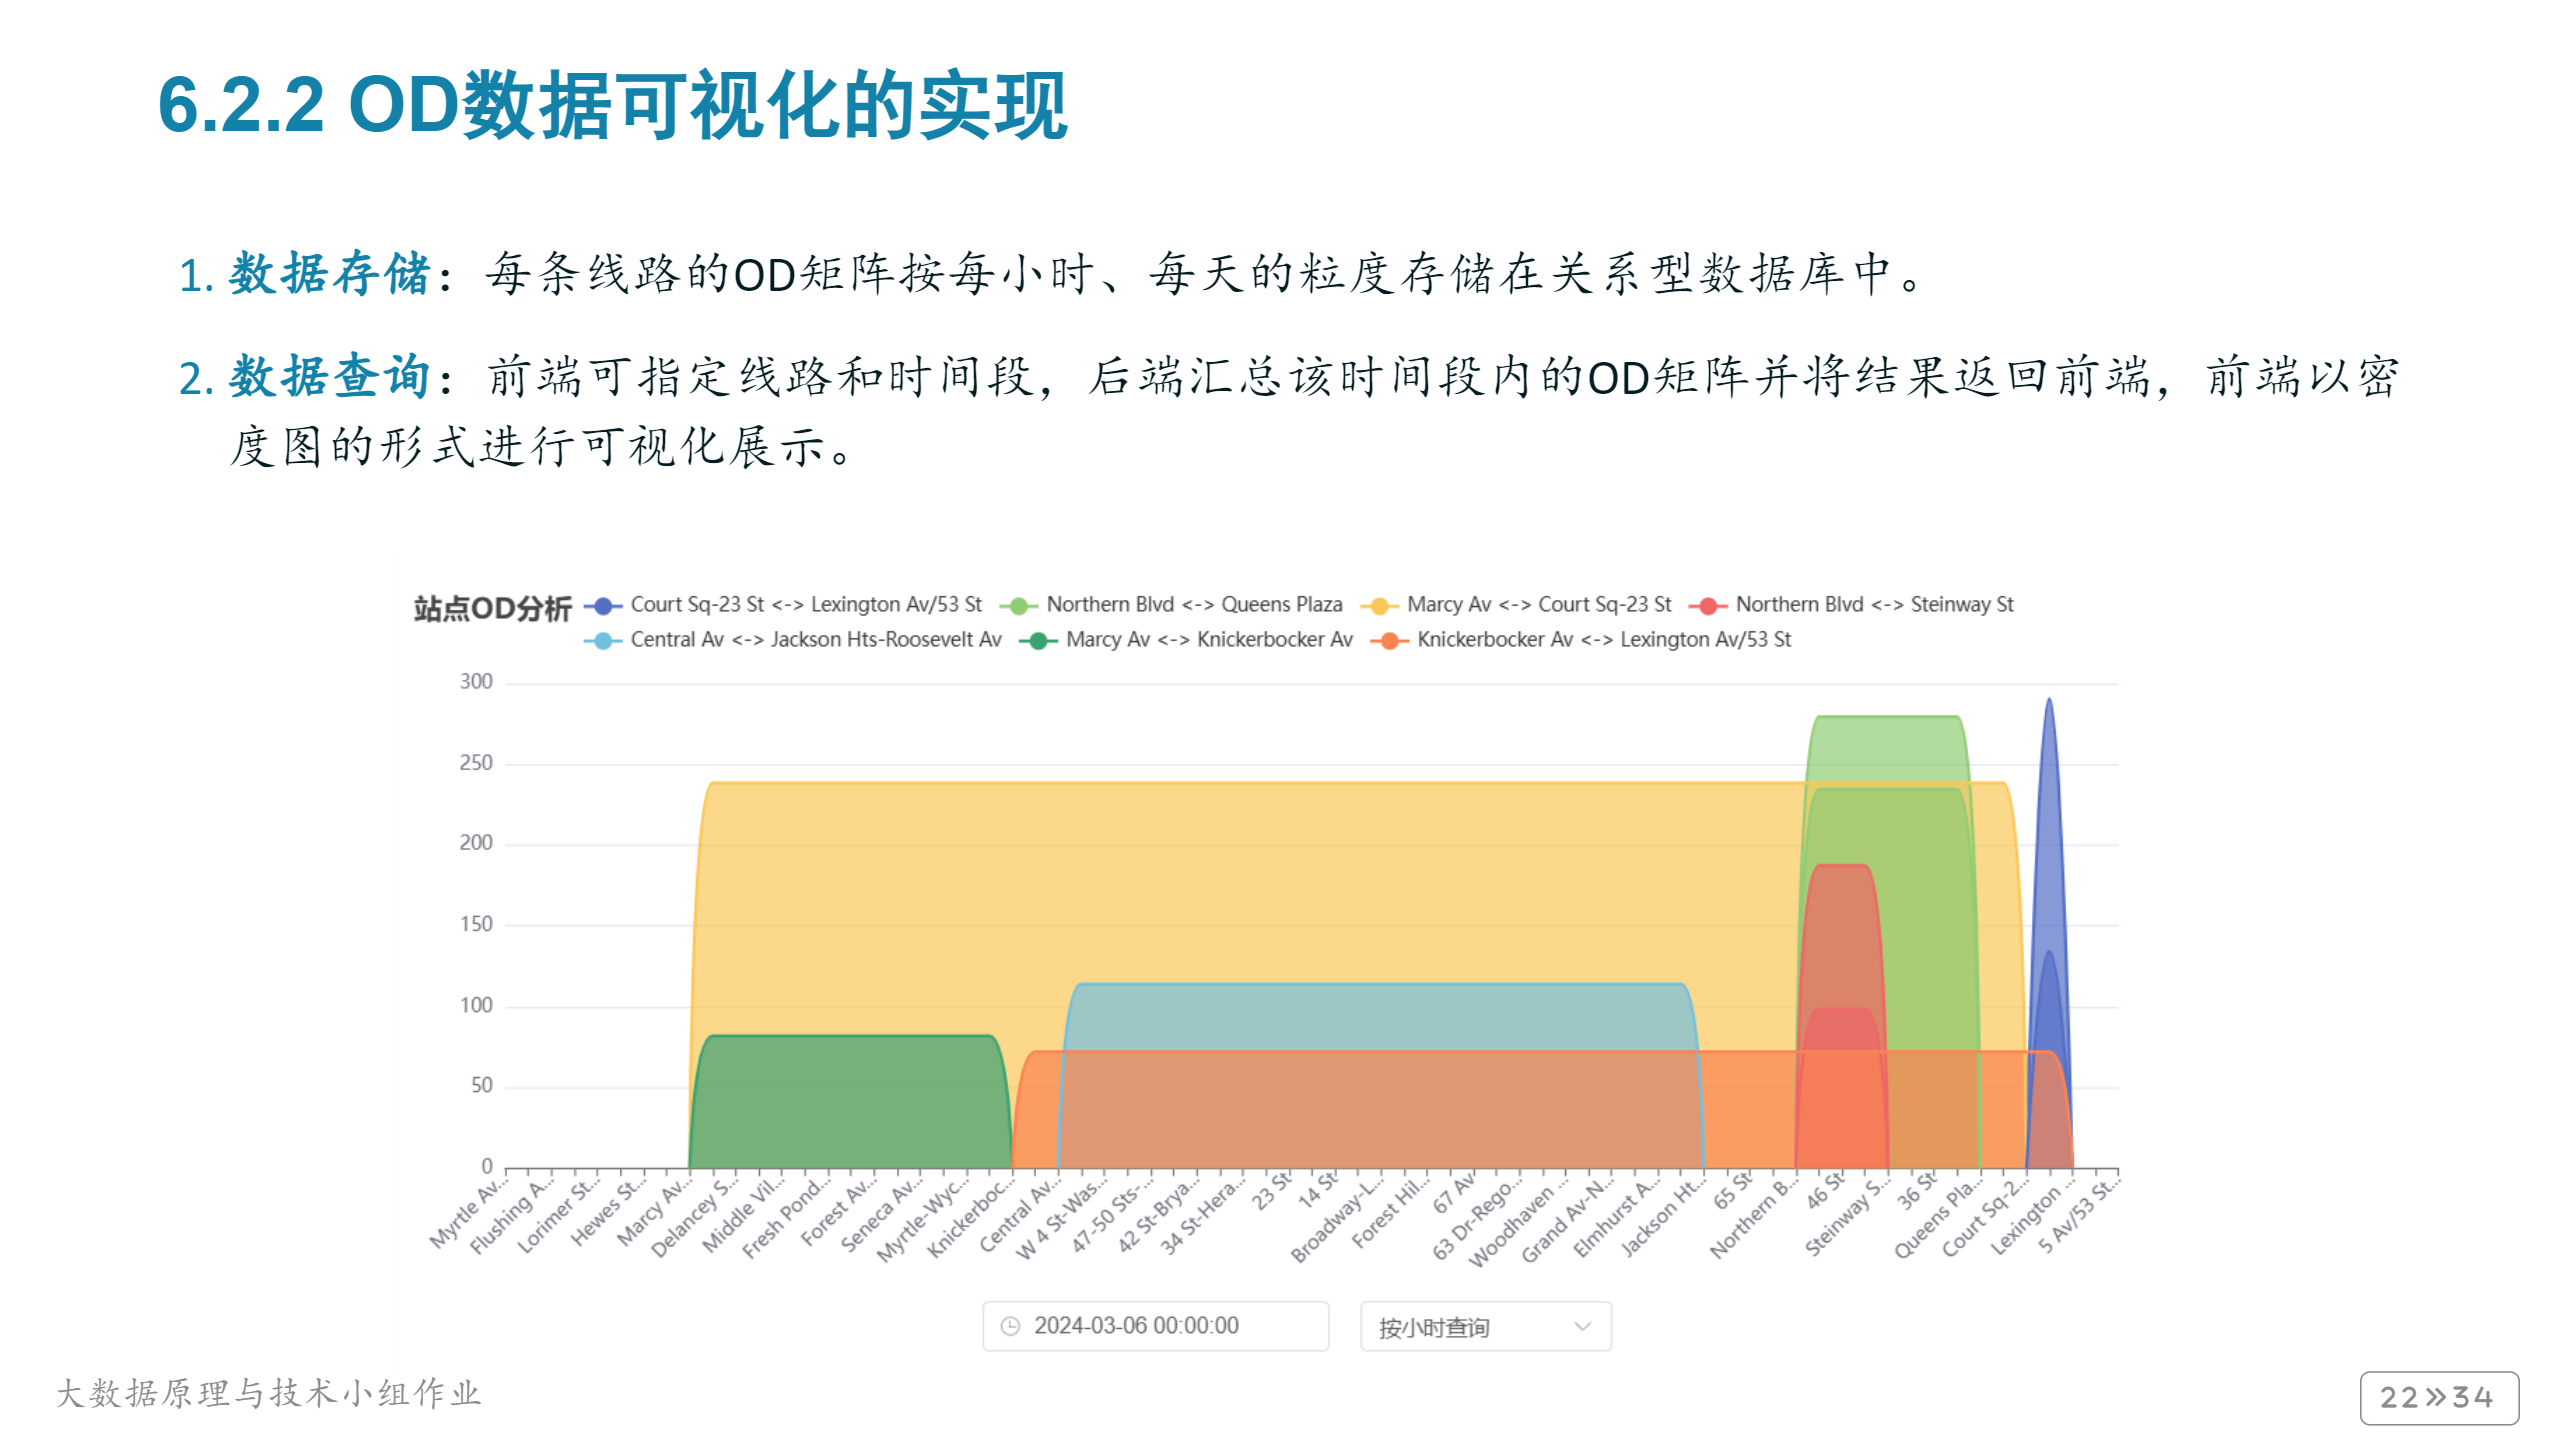 6.2.2 OD数据可视化的实现
1. 数据存储：每条线路的OD矩阵按每小时、每天的粒度存储在关系型数据库中。
2. 数据查询：前端可指定线路和时间段，后端汇总该时间段内的OD矩阵并将结果返回前端，前端以密
度图的形式进行可视化展示。
站点OD分析
Court Sq-23 St <-> Lexington Av/53 St Northern Blvd <-> Queens Plaza Marcy Av <-> Court Sq-23 St Northern Blvd <-> Steinway St
Central Av <-> Jackson Hts-Roosevelt Av Marcy Av <-> Knickerbocker Av Knickerbocker Av <-> Lexington Av/53 St
300
250
200
150
100
50
0
Myrtle Av...
Flushing A...
Lorimer St...
Hewes St...
Marcy Av...
Delancey S...
Middle Vil...
Fresh Pond...
Forest Av...
Seneca Av...
Myrtle-Wyc...
Knickerboc...
Central Av...
W 4 St-Was...
47-50 Sts-...
42 St-Brya...
34 St-Hera...
23 St
14 St
Broadway-L...
Forest Hil...
67 Av
63 Dr-Rego...
Woodhaven ...
Grand Av-N...
Elmhurst A...
Jackson Ht...
65 St
Northern B...
46 St
Steinway S...
36 St
Queens Pla...
Court Sq-2...
Lexington ...
5 Av/53 St...
2024-03-06 00:00:00
按小时查询
大数据原理与技术小组作业
22»34